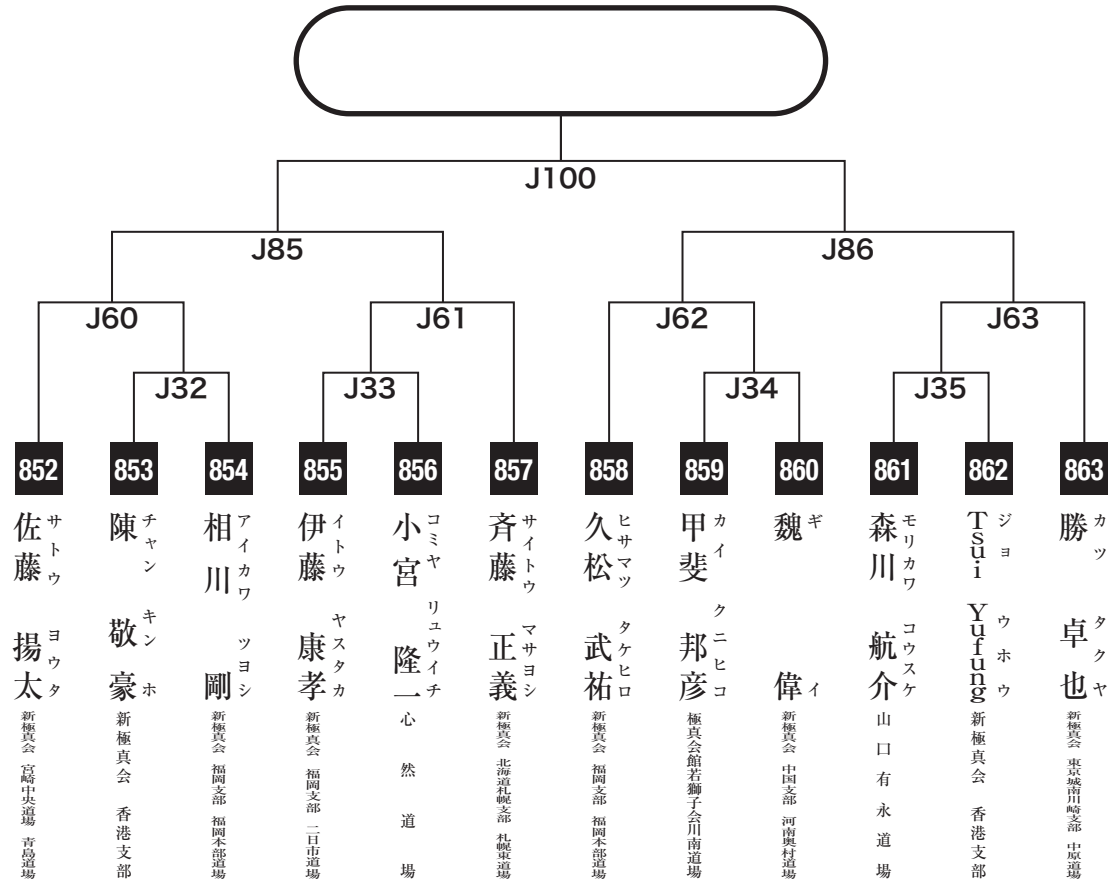 J100
J85
J86
J60
J61
J62
J63
J32
J33
J34
J35
852
853
854
855
856
857
858
859
860
861
862
863
佐藤 揚太
サトウ ヨウタ
新極真会 宮崎中央道場 青島道場
陳 敬豪
チャン キンホ
新極真会 香港支部
相川 剛
アイカワ ツヨシ
新極真会 福岡支部 福岡本部道場
伊藤 康孝
イトウ ヤスタカ
新極真会 福岡支部 二日市道場
小宮 隆一
コミヤ リュウイチ
心然道場
斉藤 正義
サイトウ マサヨシ
新極真会 北海道札幌支部 札幌東道場
久松 武祐
ヒサマツ タケヒロ
新極真会 福岡支部 福岡本部道場
甲斐 邦彦
カイ クニヒコ
極真会館若獅子会川南道場
魏 偉
ギ イ
新極真会 中国支部 河南奥村道場
森川 航介
モリカワ コウスケ
山口有永道場
Tsui Yufung
ジョ ウホウ
新極真会 香港支部
勝 卓也
カツ タクヤ
新極真会 東京城南川崎支部 中原道場